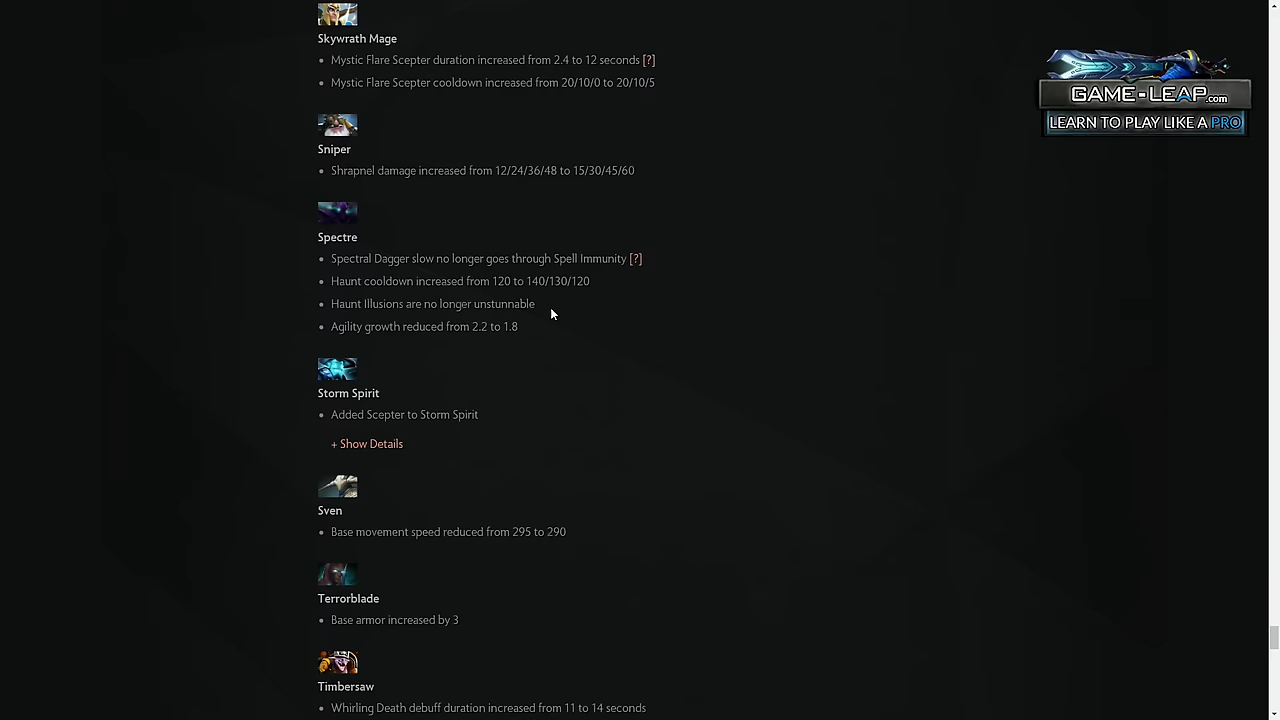 Skywrath Mage
Mystic Flare Scepter duration increased from 2.4 to 12 seconds [?]
Mystic Flare Scepter cooldown increased from 20/10/0 to 20/10/5
GAME-LEAP.com
LEARN TO PLAY LIKE A PRO
Sniper
Shrapnel damage increased from 12/24/36/48 to 15/30/45/60
Spectre
Spectral Dagger slow no longer goes through Spell Immunity [?]
Haunt cooldown increased from 120 to 140/130/120
Haunt Illusions are no longer unstunnable
Agility growth reduced from 2.2 to 1.8
Storm Spirit
Added Scepter to Storm Spirit
+ Show Details
Sven
Base movement speed reduced from 295 to 290
Terrorblade
Base armor increased by 3
Timbersaw
Whirling Death debuff duration increased from 11 to 14 seconds